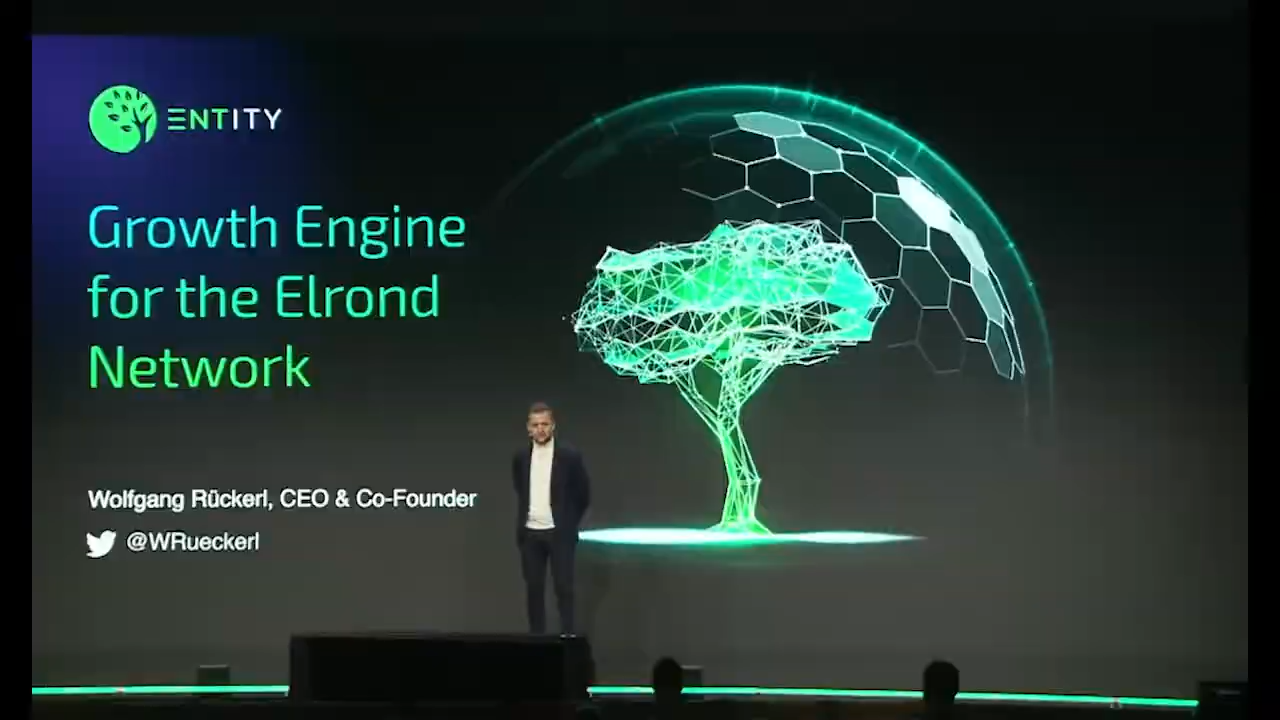 ENTITY
Growth Engine
for the Elrond
Network
Wolfgang Rückerl, CEO & Co-Founder
@WRueckerl